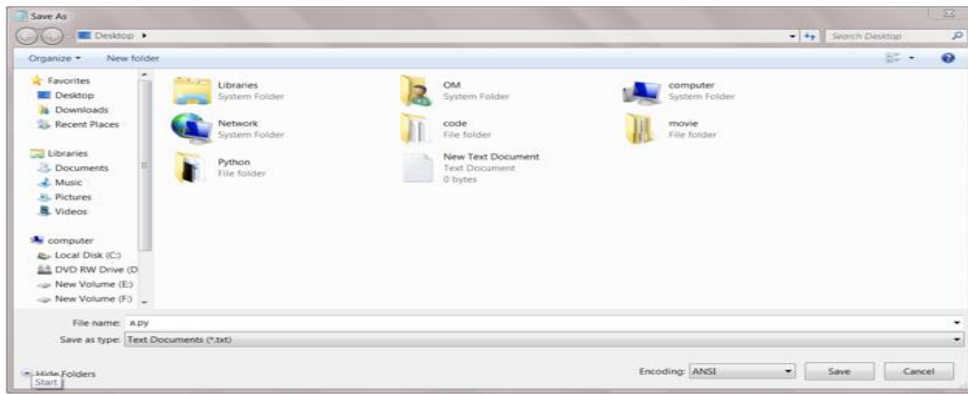 Save As
Desktop
Search Desktop
Organize
New folder
Favorites
Desktop
Downloads
Recent Places
Libraries
Documents
Music
Pictures
Videos
computer
Local Disk (C:)
DVD RW Drive (D
New Volume (E:)
New Volume (F:)
Libraries
System Folder
OM
System Folder
computer
System Folder
Network
System Folder
code
File folder
movie
File folder
Python
File folder
New Text Document
Text Document
0 bytes
File name: a.py
Save as type: Text Documents (*.txt)
Hide Folders
Start
Encoding: ANSI
Save
Cancel